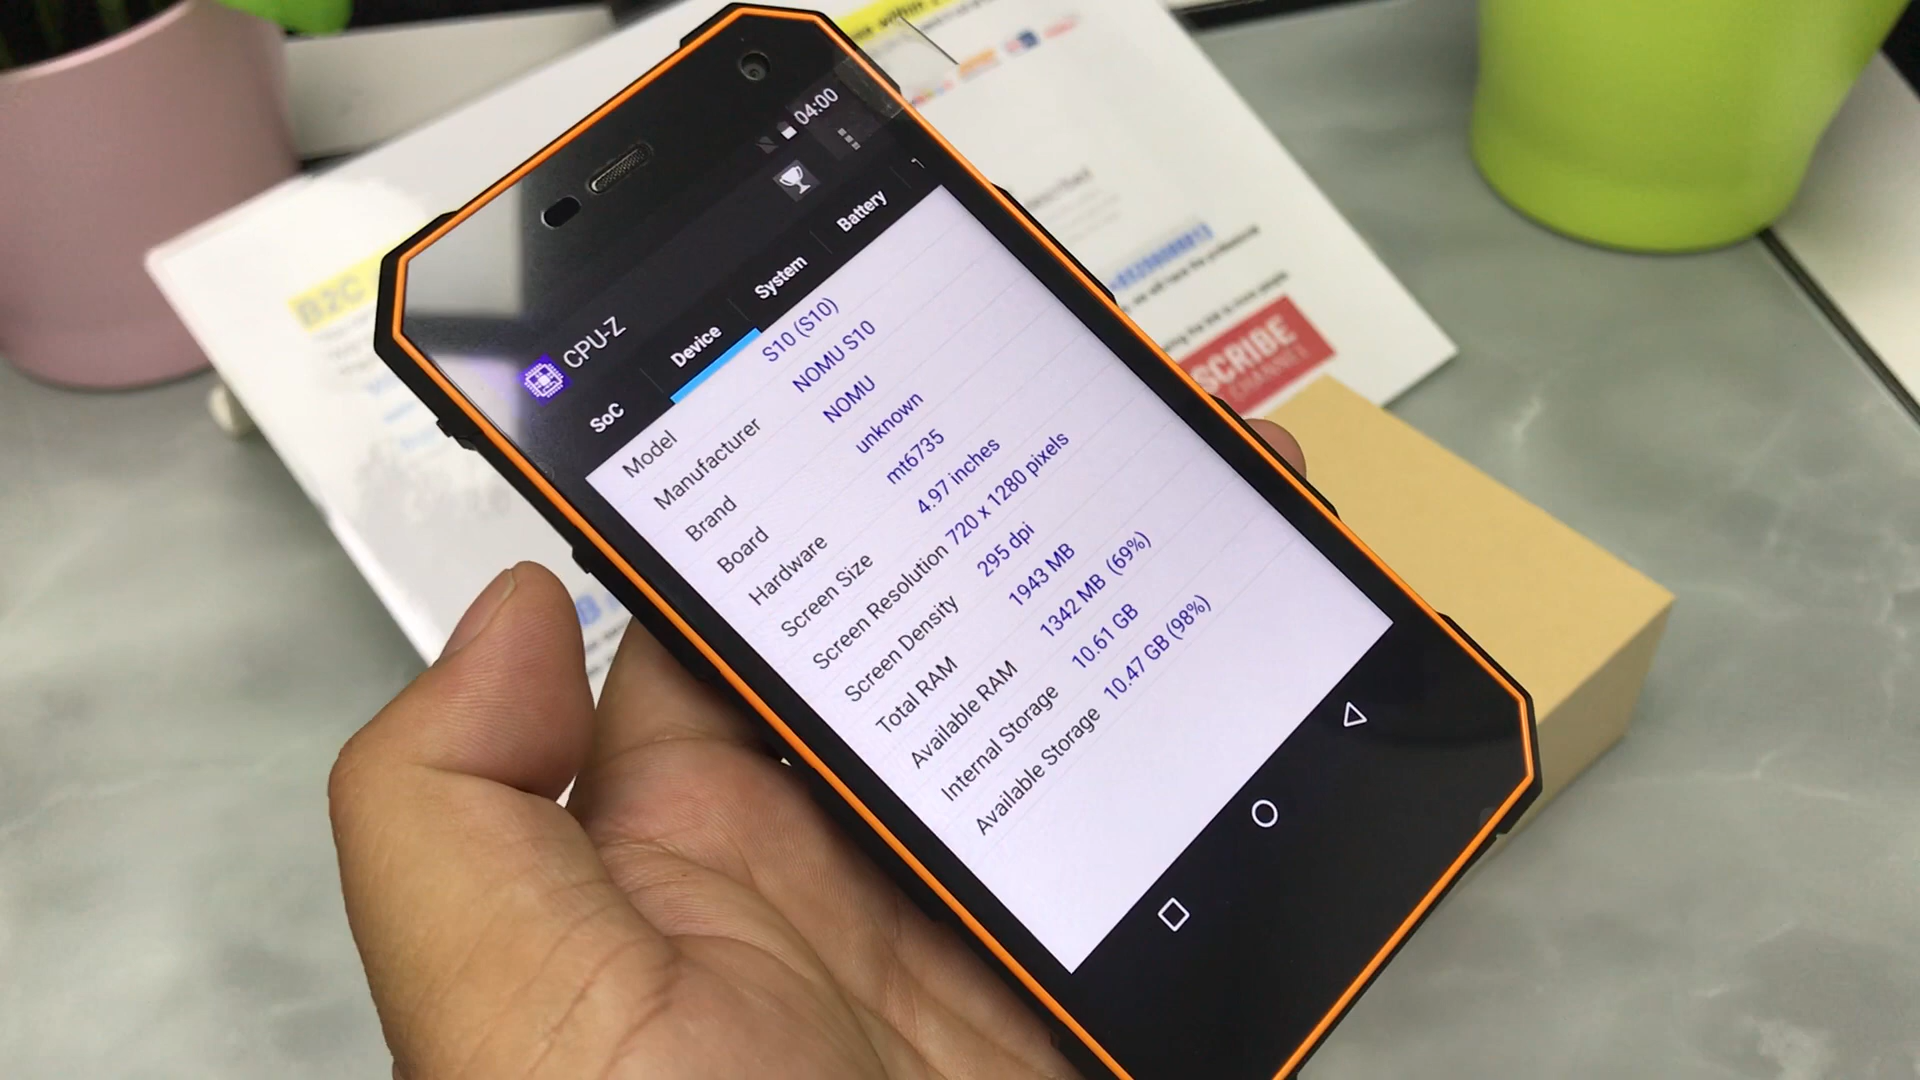 04:00
CPU-Z
SoC Device System Battery
Model S10 (S10)
Manufacturer NOMU S10
Brand NOMU
Board unknown
Hardware mt6735
Screen Size 4.97 inches
Screen Resolution 720 x 1280 pixels
Screen Density 295 dpi
Total RAM 1943 MB
Available RAM 1342 MB (69%)
Internal Storage 10.61 GB
Available Storage 10.47 GB (98%)
B2C
SCRIBE
CHANNEL